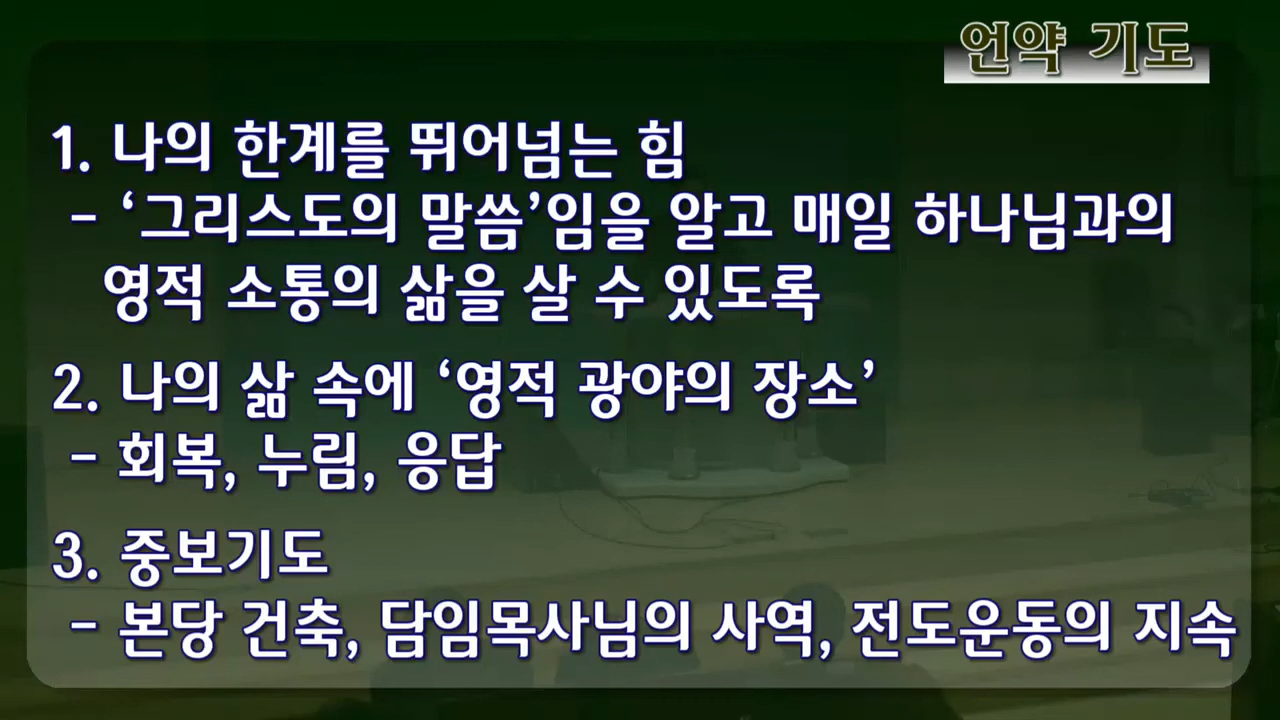 언약 기도
1. 나의 한계를 뛰어넘는 힘
- ‘그리스도의 말씀’임을 알고 매일 하나님과의
영적 소통의 삶을 살 수 있도록
2. 나의 삶 속에 ‘영적 광야의 장소’
- 회복, 누림, 응답
3. 중보기도
- 본당 건축, 담임목사님의 사역, 전도운동의 지속